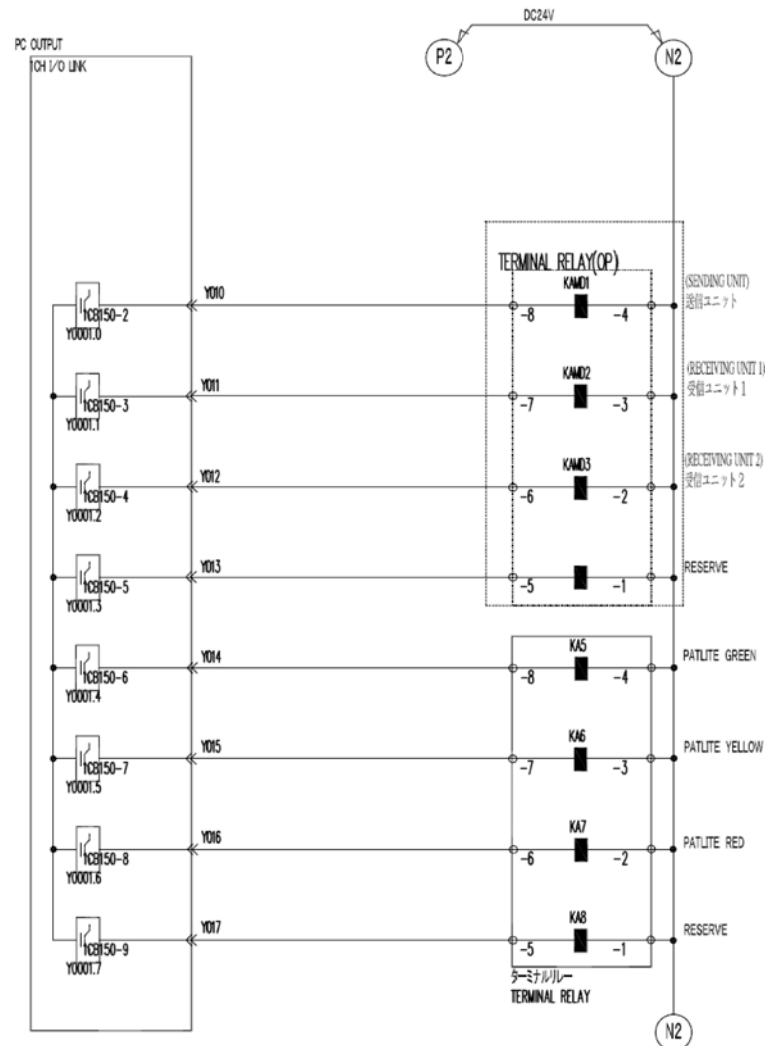 DC24V
PC OUTPUT
1CH I/O LINK
P2
N2
TERMINAL RELAY(OP)
Y010
KAMD1
(SENDING UNIT)
送信ユニット
1CB150-2
-8
-4
Y0001.0
Y011
KAMD2
(RECEIVING UNIT 1)
受信ユニット1
1CB150-3
-7
-3
Y0001.1
Y012
KAMD3
(RECEIVING UNIT 2)
受信ユニット2
1CB150-4
-6
-2
Y0001.2
Y013
RESERVE
1CB150-5
-5
-1
Y0001.3
Y014
KA5
PATLITE GREEN
1CB150-6
-8
-4
Y0001.4
Y015
KA6
PATLITE YELLOW
1CB150-7
-7
-3
Y0001.5
Y016
KA7
PATLITE RED
1CB150-8
-6
-2
Y0001.6
Y017
KA8
RESERVE
1CB150-9
-5
-1
Y0001.7
ターミナルリレー
TERMINAL RELAY
N2